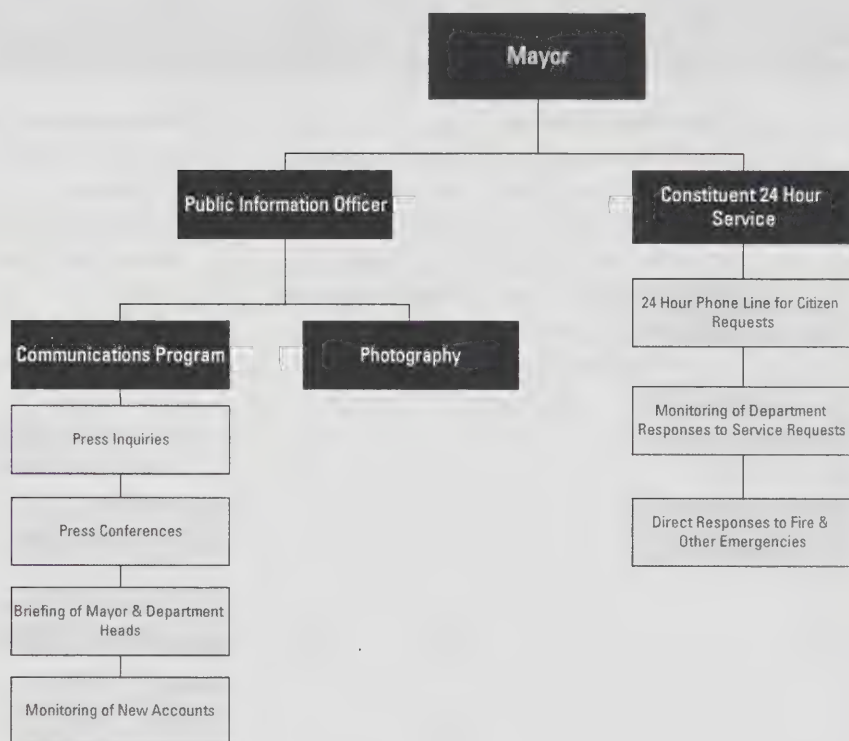 Mayor
Public Information Officer
Constituent 24 Hour
Service
24 Hour Phone Line for Citizen
Requests
Communications Program
Photography
Monitoring of Department
Responses to Service Requests
Press Inquiries
Press Conferences
Direct Responses to Fire &
Other Emergencies
Briefing of Mayor & Department
Heads
Monitoring of New Accounts